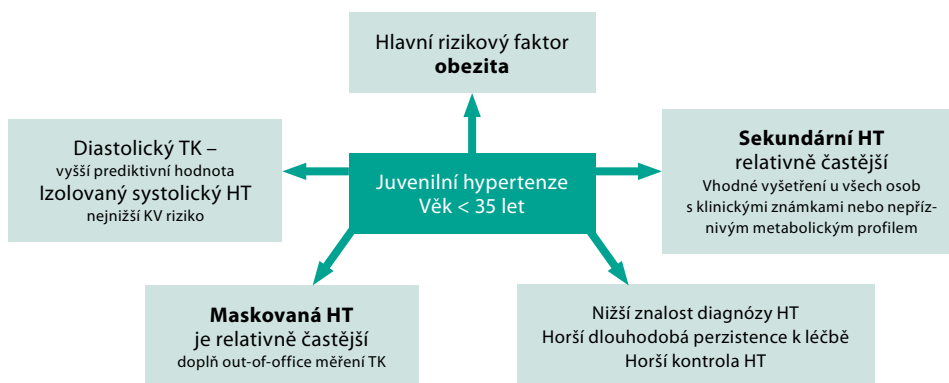 Hlavní rizikový faktor
obezita
Diastolický TK –
vyšší prediktivní hodnota
Izolovaný systolický HT
nejnižší KV riziko
Juvenilní hypertenze
Věk < 35 let
Sekundární HT
relativně častější
Vhodné vyšetření u všech osob
s klinickými známkami nebo nepříz-
nivým metabolickým profilem
Maskovaná HT
je relativně častější
doplň out-of-office měření TK
Nižší znalost diagnózy HT
Horší dlouhodobá perzistence k léčbě
Horší kontrola HT